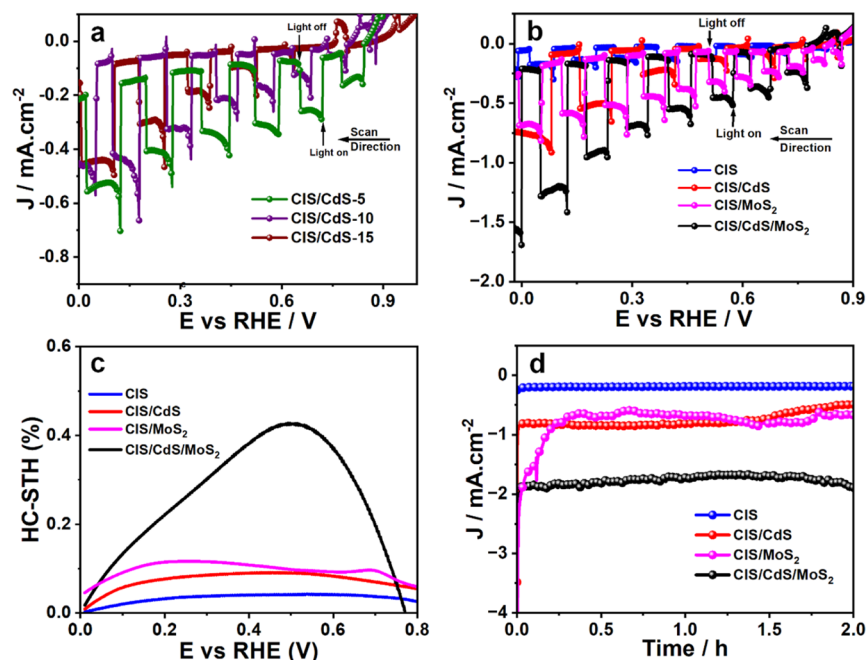 a
Light off
Light on
Scan
Direction
CIS/CdS-5
CIS/CdS-10
CIS/CdS-15
J / mA.cm-2
0.0
-0.2
-0.4
-0.6
-0.8
0.0 0.3 0.6 0.9
E vs RHE / V
b
Light off
Light on
Scan
Direction
CIS
CIS/CdS
CIS/MoS2
CIS/CdS/MoS2
J / mA.cm-2
0.0
-0.5
-1.0
-1.5
-2.0
0.0 0.3 0.6 0.9
E vs RHE / V
c
CIS
CIS/CdS
CIS/MoS2
CIS/CdS/MoS2
HC-STH (%)
0.4
0.2
0.0
0.0 0.2 0.4 0.6 0.8
E vs RHE (V)
d
CIS
CIS/CdS
CIS/MoS2
CIS/CdS/MoS2
J / mA.cm-2
0
-1
-2
-3
-4
0.0 0.5 1.0 1.5 2.0
Time / h